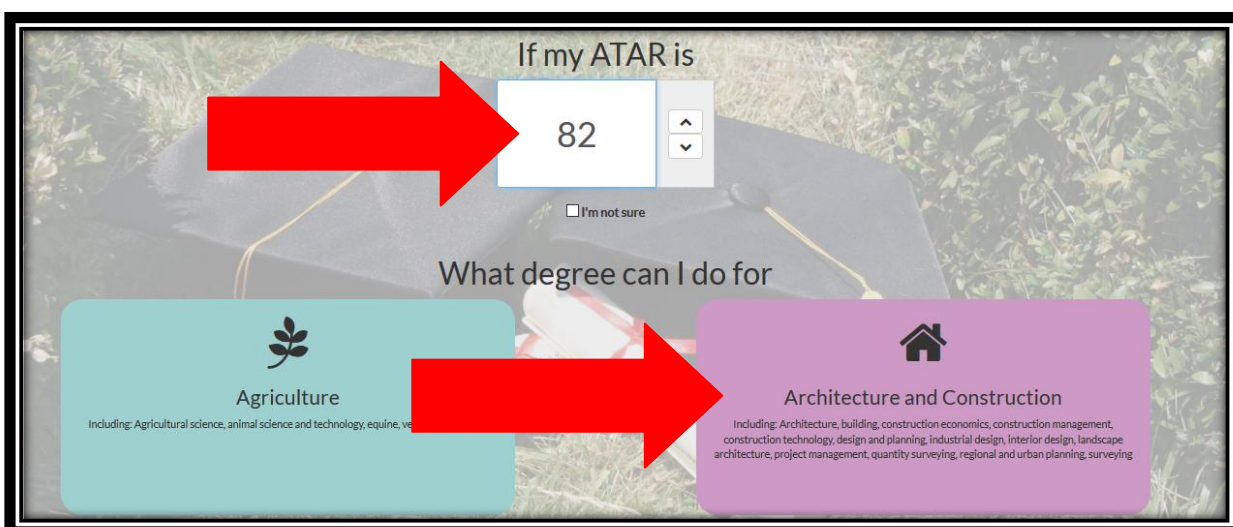 If my ATAR is
82
I'm not sure
What degree can I do for
Agriculture
Including: Agricultural science, animal science and technology, equine,
Architecture and Construction
Including: Architecture, building, construction economics, construction management,
construction technology, design and planning, industrial design, interior design, landscape
architecture, project management, quantity surveying, regional and urban planning, surveying